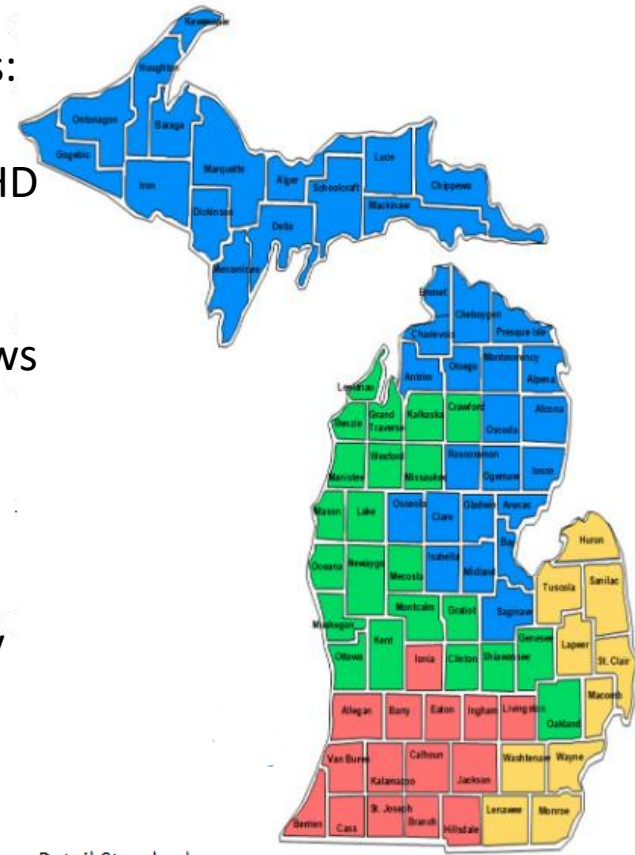 s:
HD
ws
y
Keweenaw
Houghton
Ontonagon
Baraga
Gogebic
Marquette
Iron
Dickinson
Menominee
Delta
Alger
Schoolcraft
Luce
Mackinaw
Chippewa
Emmet
Cheboygen
Presque Isle
Charlevoix
Antrim
Otsego
Montmorency
Alpena
Leelanau
Benzie
Grand
Traverse
Kalkaska
Crawford
Oscoda
Alcona
Manistee
Wexford
Missaukee
Roscommon
Ogemaw
Iosco
Mason
Lake
Osceola
Clare
Gladwin
Arenac
Bay
Huron
Oceana
Newaygo
Mecosta
Isabella
Midland
Tuscola
Sanilac
Muskegon
Montcalm
Gratiot
Saginaw
Ottawa
Kent
Ionia
Clinton
Shiawassee
Genesee
Lapeer
St. Clair
Allegan
Barry
Eaton
Ingham
Livingston
Oakland
Macomb
Van Buren
Kalamazoo
Calhoun
Jackson
Washtenaw
Wayne
Berrien
Cass
St. Joseph
Branch
Hillsdale
Lenawee
Monroe